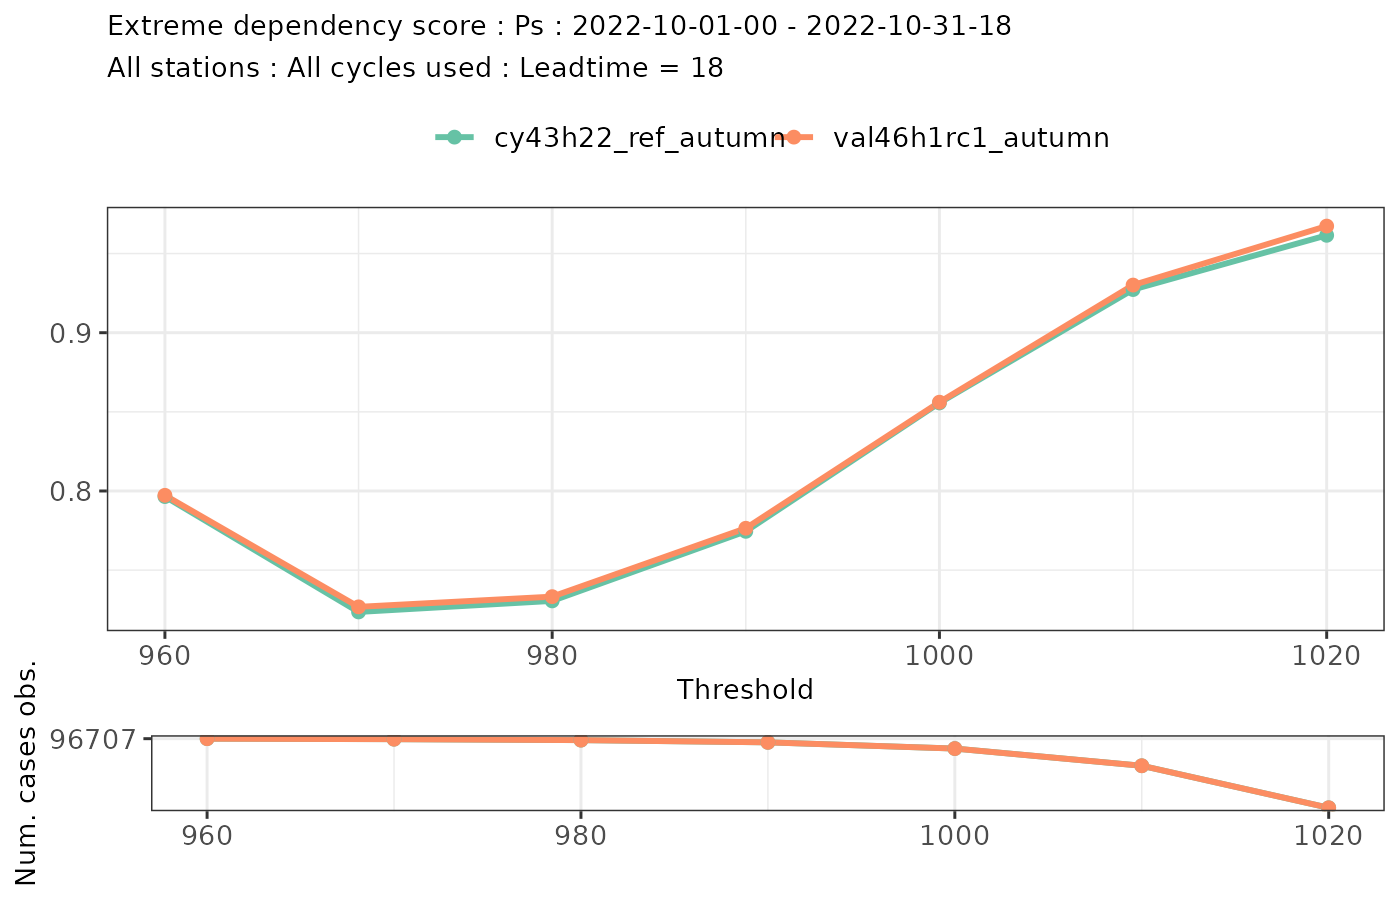 Extreme dependency score : Ps : 2022-10-01-00 - 2022-10-31-18
All stations : All cycles used : Leadtime = 18
cy43h22_ref_autumn val46h1rc1_autumn
0.9
0.8
960 980 1000 1020
Threshold
Num. cases obs.
96707
960 980 1000 1020